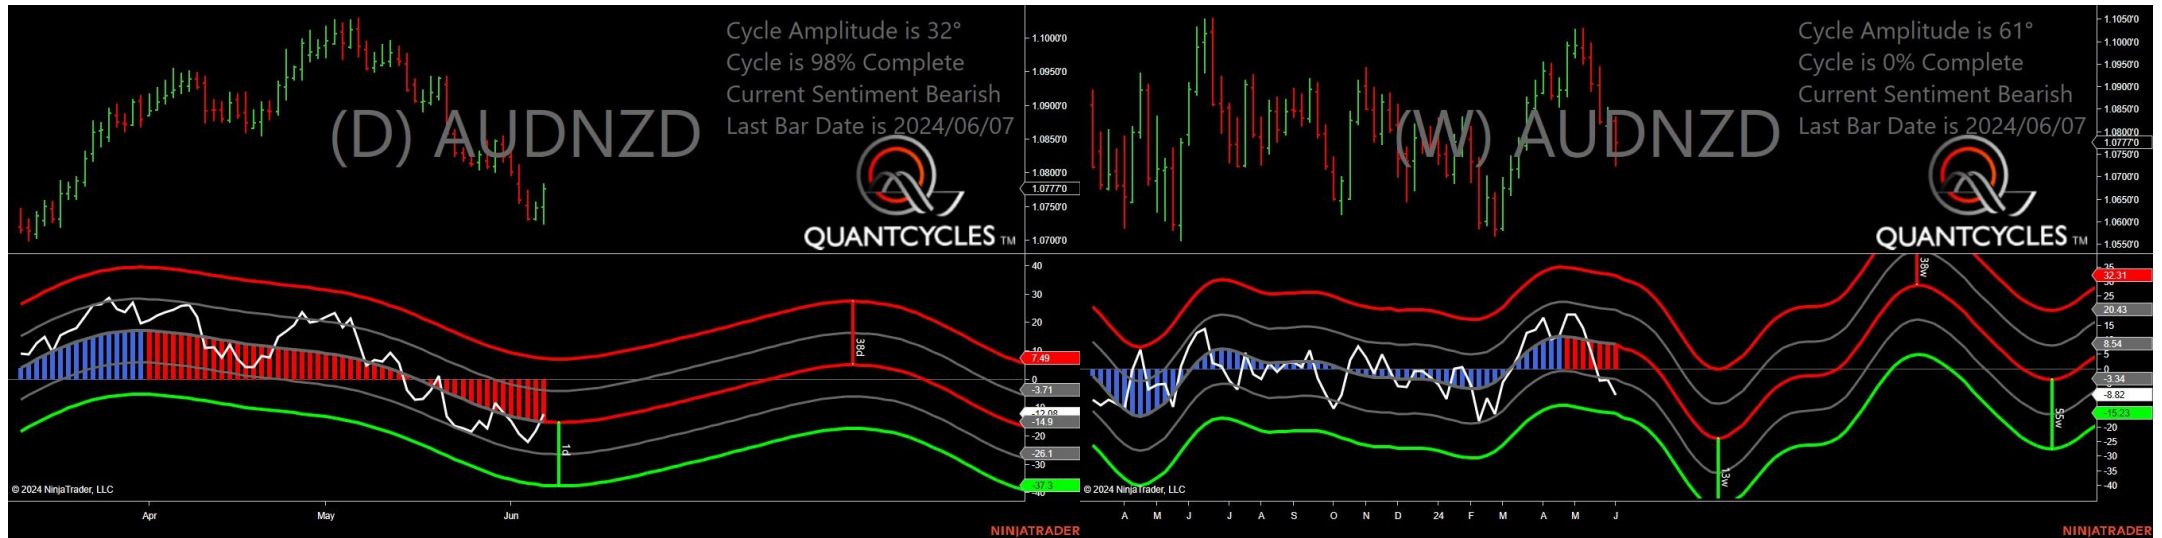 Cycle Amplitude is 32°
Cycle is 98% Complete
Current Sentiment Bearish
Last Bar Date is 2024/06/07
(D) AUDNZD
QUANTCYCLES TM
1.1000'0
1.0950'0
1.0900'0
1.0850'0
1.0800'0
1.0777'0
1.0750'0
1.0700'0
40
30
20
10
7.49
0
-3.71
-12.08
-14.9
-20
-26.1
-30
-37.3
-40
38d
1d
© 2024 NinjaTrader, LLC
Apr May Jun
NINJATRADER
Cycle Amplitude is 61°
Cycle is 0% Complete
Current Sentiment Bearish
Last Bar Date is 2024/06/07
(W) AUDNZD
QUANTCYCLES TM
1.1050'0
1.1000'0
1.0950'0
1.0900'0
1.0850'0
1.0800'0
1.0777'0
1.0750'0
1.0700'0
1.0650'0
1.0600'0
1.0550'0
35
32.31
30
25
20.43
15
8.54
5
0
-3.34
-8.82
-15.23
-20
-25
-30
-35
-40
38w
13w
55w
© 2024 NinjaTrader, LLC
A M J J A S O N D 24 F M A M J
NINJATRADER